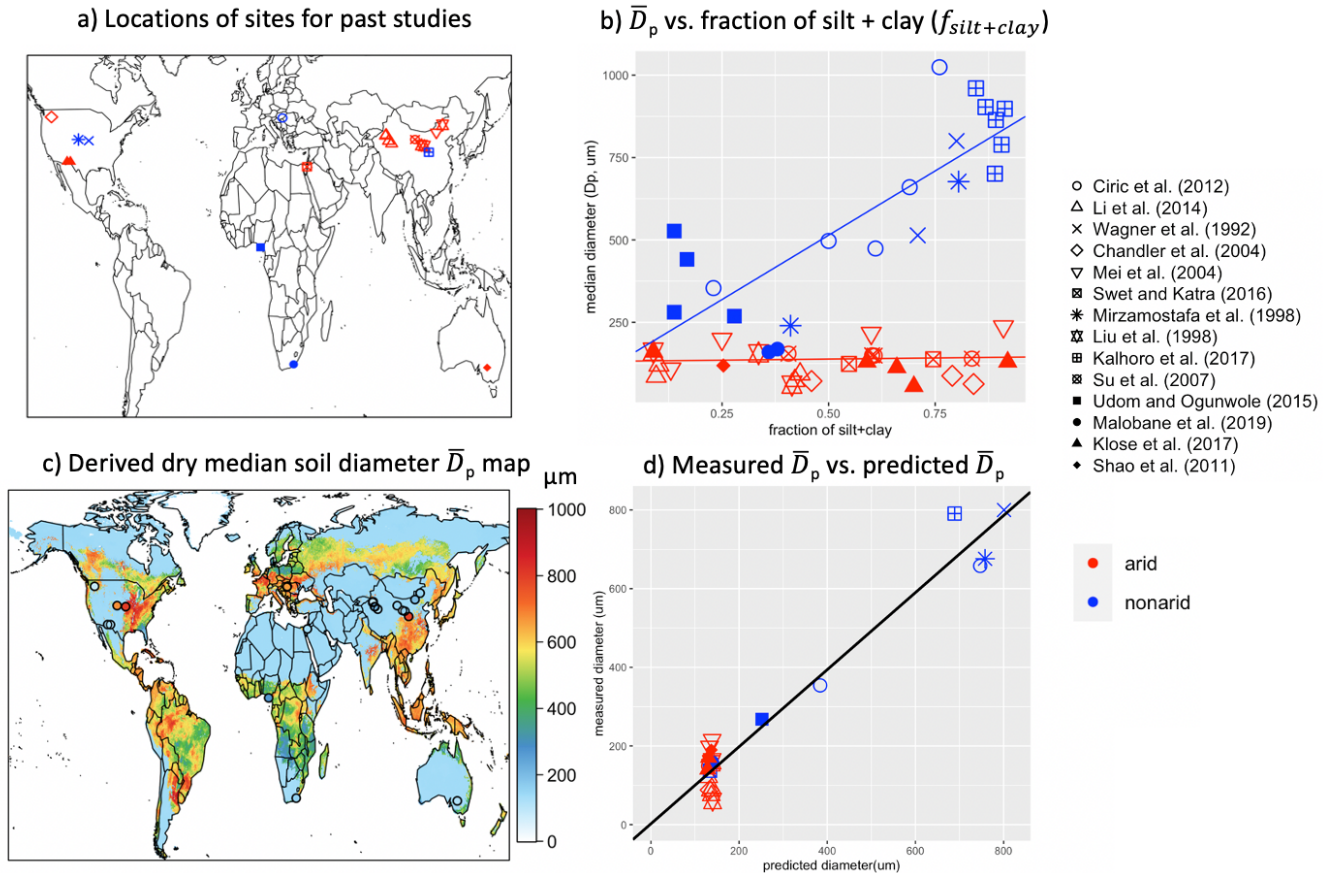 a) Locations of sites for past studies
b) D̅p vs. fraction of silt + clay (fsilt+clay)
1000
750
500
250
median diameter (Dp, um)
0.25
0.50
0.75
fraction of silt+clay
Ciric et al. (2012)
Li et al. (2014)
Wagner et al. (1992)
Chandler et al. (2004)
Mei et al. (2004)
Swet and Katra (2016)
Mirzamostafa et al. (1998)
Liu et al. (1998)
Kalhoro et al. (2017)
Su et al. (2007)
Udom and Ogunwole (2015)
Malobane et al. (2019)
Klose et al. (2017)
Shao et al. (2011)
arid
nonarid
c) Derived dry median soil diameter D̅p map
μm
1000
800
600
400
200
0
d) Measured D̅p vs. predicted D̅p
800
600
400
200
0
measured diameter (um)
0
200
400
600
800
predicted diameter(um)